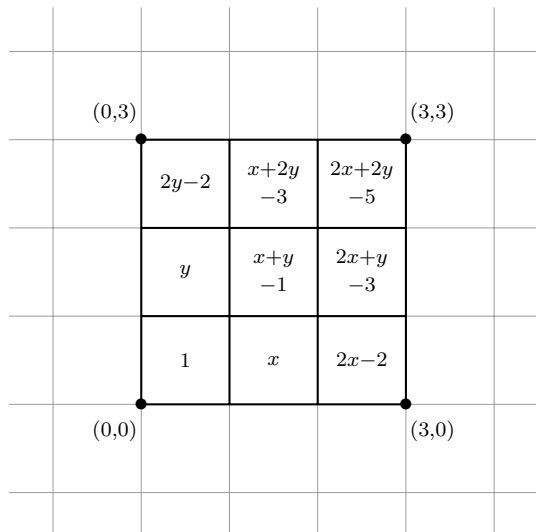 (0,3)
(3,3)
2y−2
x+2y
−3
2x+2y
−5
y
x+y
−1
2x+y
−3
1
x
2x−2
(0,0)
(3,0)